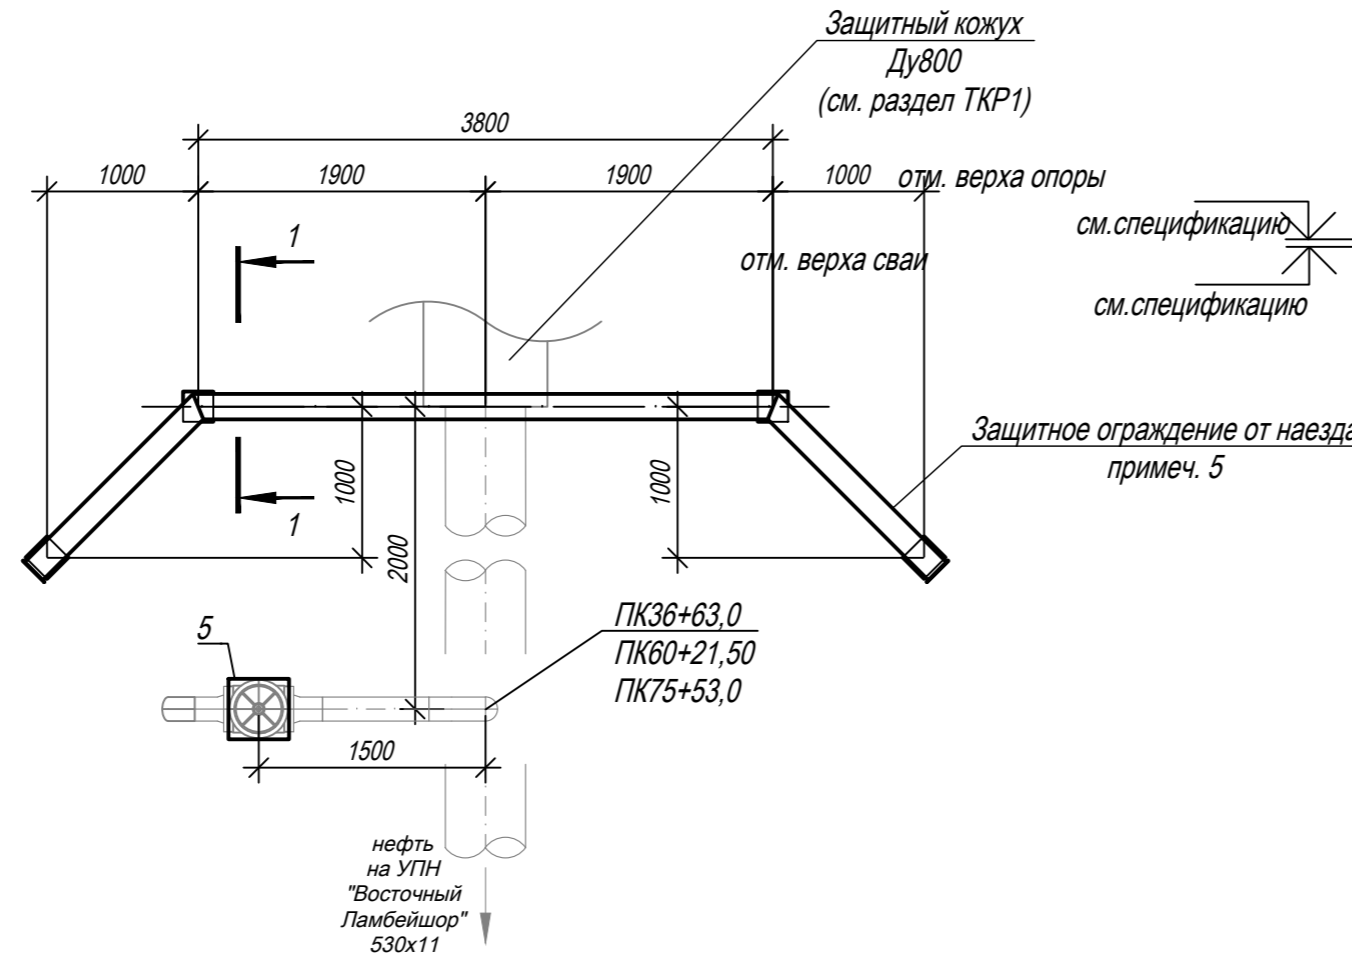 Защитный кожух
Ду800
(см. раздел ТКР1)
3800
1000
1900
1900
1000
отм. верха опоры
см.спецификацию
1
отм. верха сваи
см.спецификацию
Защитное ограждение от наезда
примеч. 5
1000
1000
1
2000
5
ПК36+63,0
ПК60+21,50
ПК75+53,0
1500
нефть
на УПН
"Восточный
Ламбейшор"
530х11